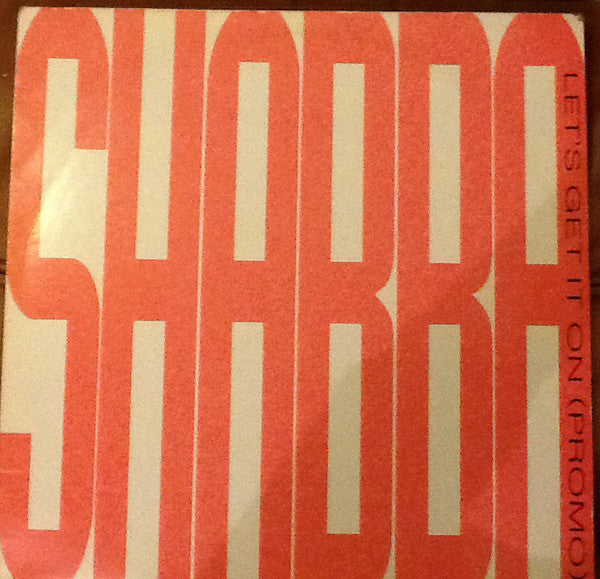 SHABBA
LET'S GET IT ON (PROMO)